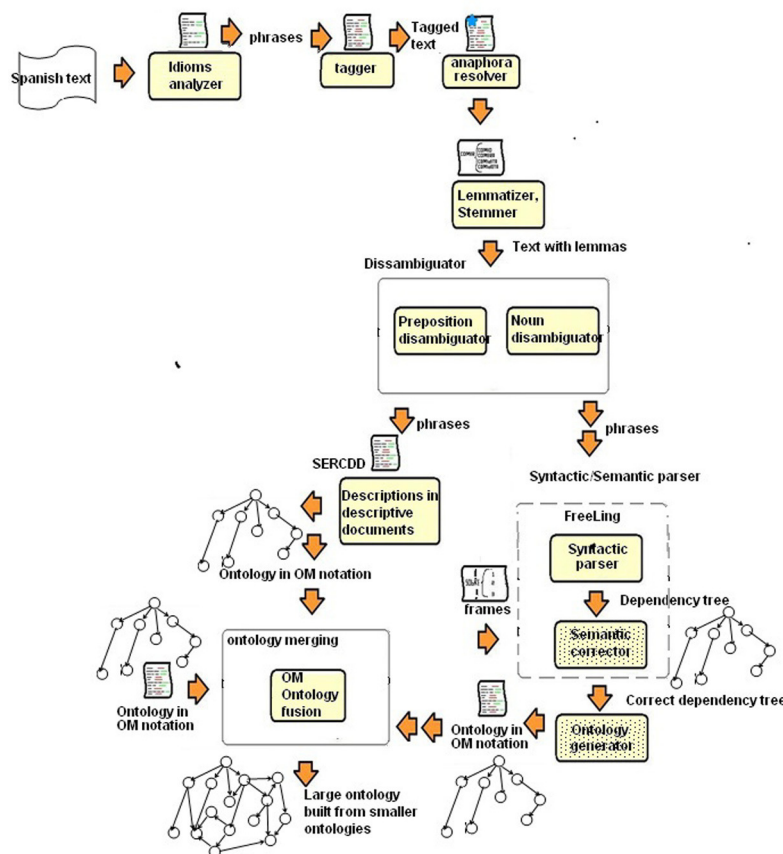 Spanish text
Idioms
analyzer
phrases
tagger
Tagged
text
anaphora
resolver
Lemmatizer,
Stemmer
Text with lemmas
Dissambiguator
Preposition
disambiguator
Noun
disambiguator
phrases
phrases
SERCDD
Descriptions in
descriptive
documents
Ontology in OM notation
Syntactic/Semantic parser
FreeLing
Syntactic
parser
Dependency tree
frames
Semantic
corrector
Correct dependency tree
Ontology
generator
Ontology in
OM notation
ontology merging
OM
Ontology
fusion
Ontology in
OM notation
Large ontology
built from smaller
ontologies